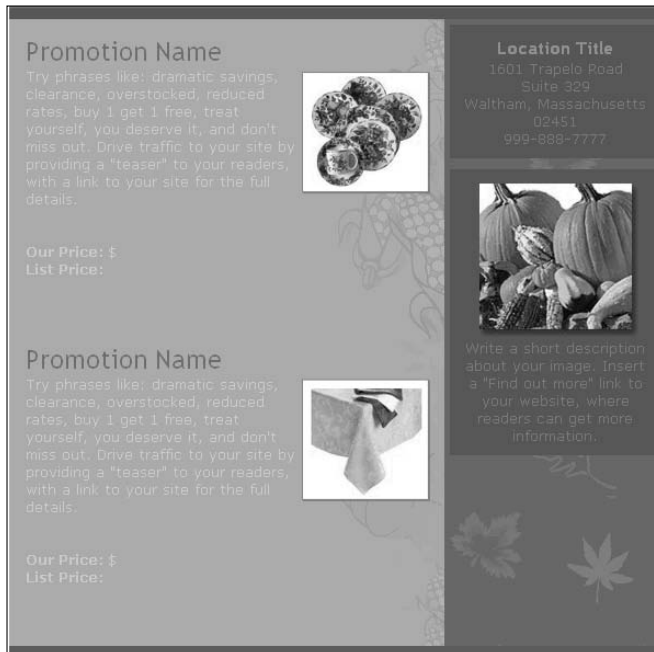 Promotion Name
Try phrases like: dramatic savings,
clearance, overstocked, reduced
rates, buy 1 get 1 free, treat
yourself, you deserve it, and don't
miss out. Drive traffic to your site by
providing a "teaser" to your readers,
with a link to your site for the full
details.
Our Price: $
List Price:
Promotion Name
Try phrases like: dramatic savings,
clearance, overstocked, reduced
rates, buy 1 get 1 free, treat
yourself, you deserve it, and don't
miss out. Drive traffic to your site by
providing a "teaser" to your readers,
with a link to your site for the full
details.
Our Price: $
List Price:
Location Title
1601 Trapelo Road
Suite 329
Waltham, Massachusetts
02451
999-888-7777
Write a short description
about your image. Insert
a "Find out more" link to
your website, where
readers can get more
information.